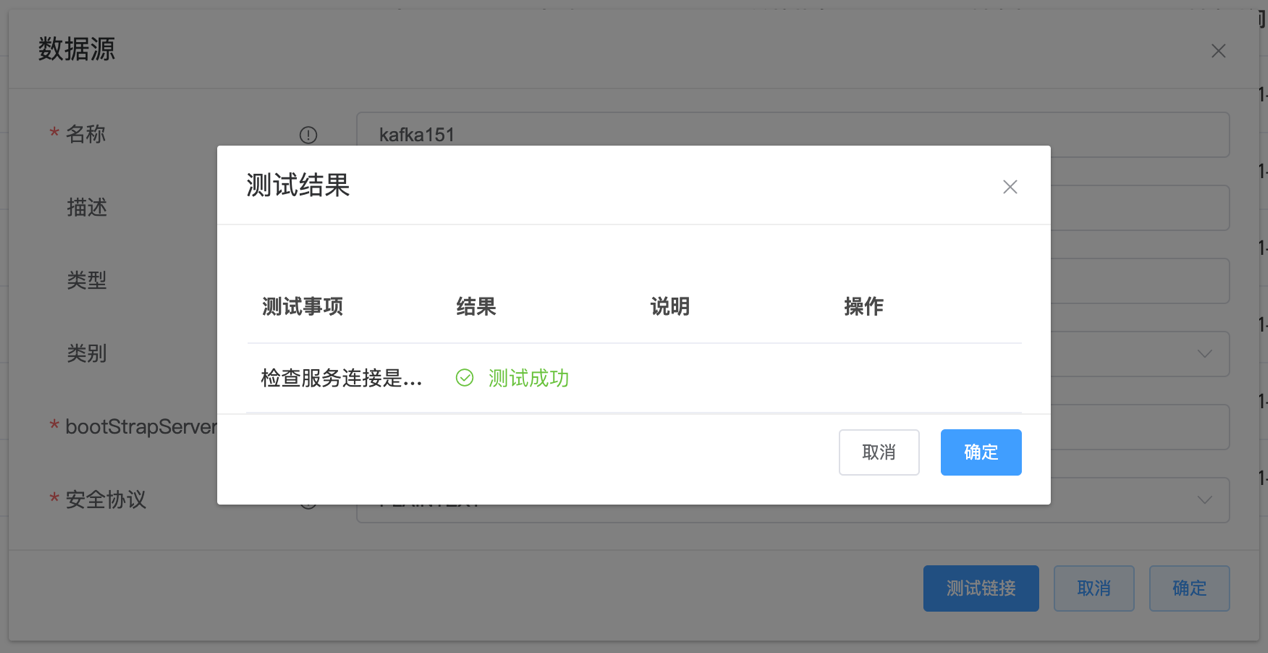 数据源
* 名称 kafka151
测试结果
描述
类型
测试事项 结果 说明 操作
类别
检查服务连接是... 测试成功
* bootStrapServer
取消 确定
* 安全协议
测试链接 取消 确定